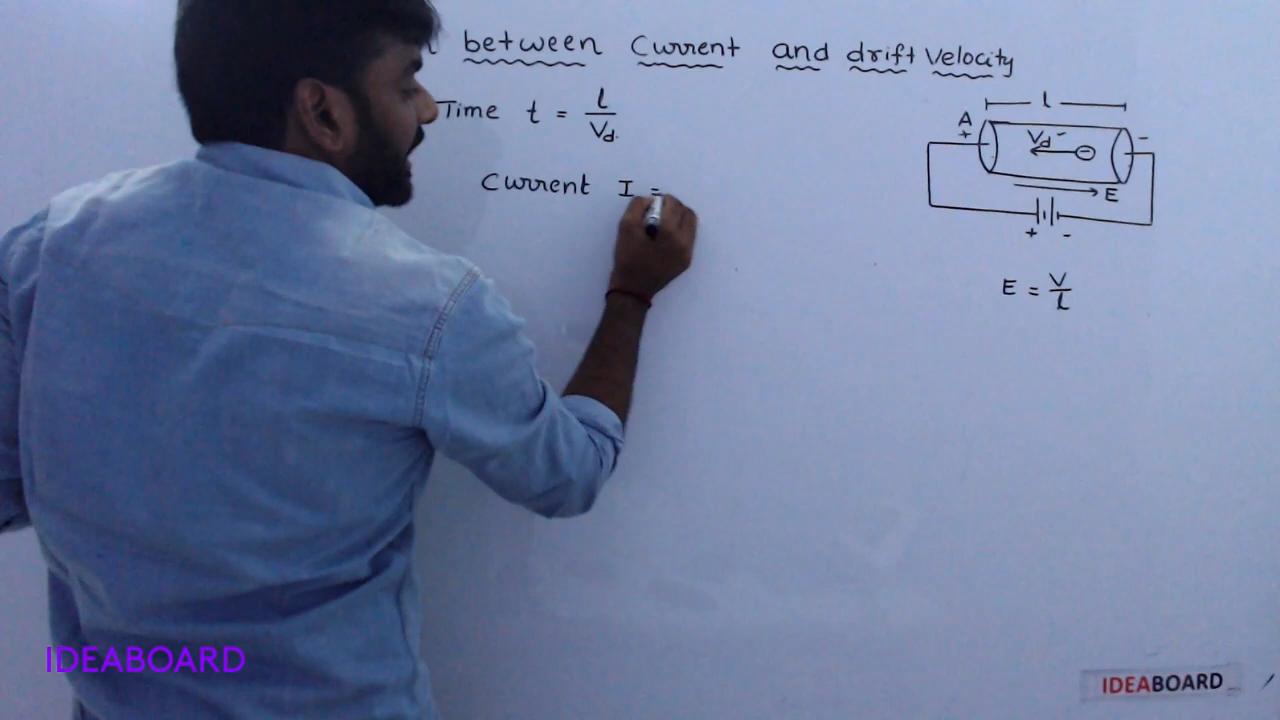 between Current and drift Velocity
Time t = l/Vd
Current I =
l
A
+
Vd
-
E
+ -
E = V/l
IDEABOARD
IDEABOARD